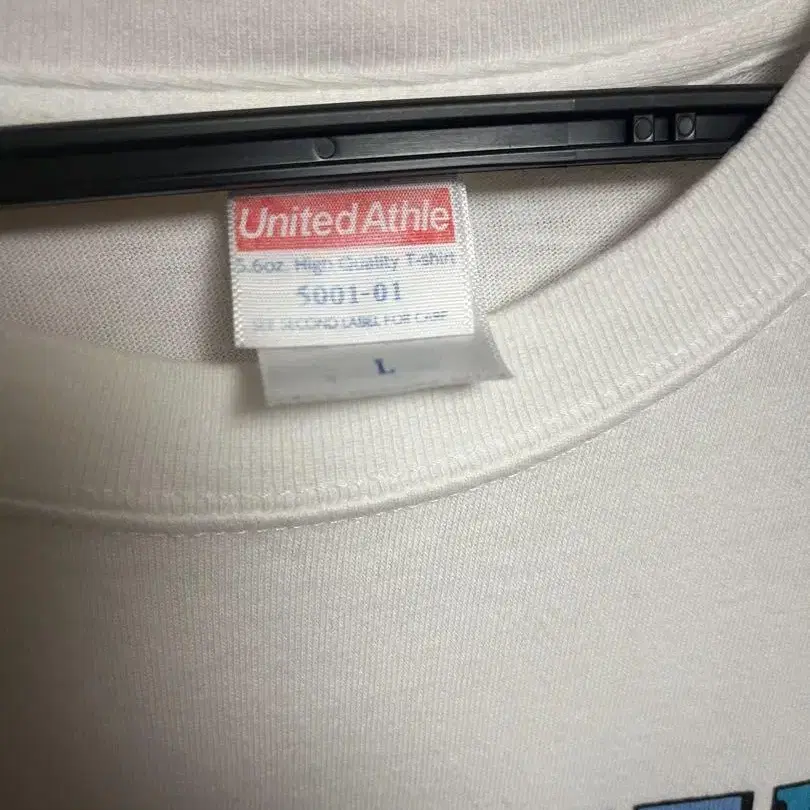 United Athle
5.6oz High Quality T-shirt
5001-01
SEE SECOND LABEL FOR CARE
L